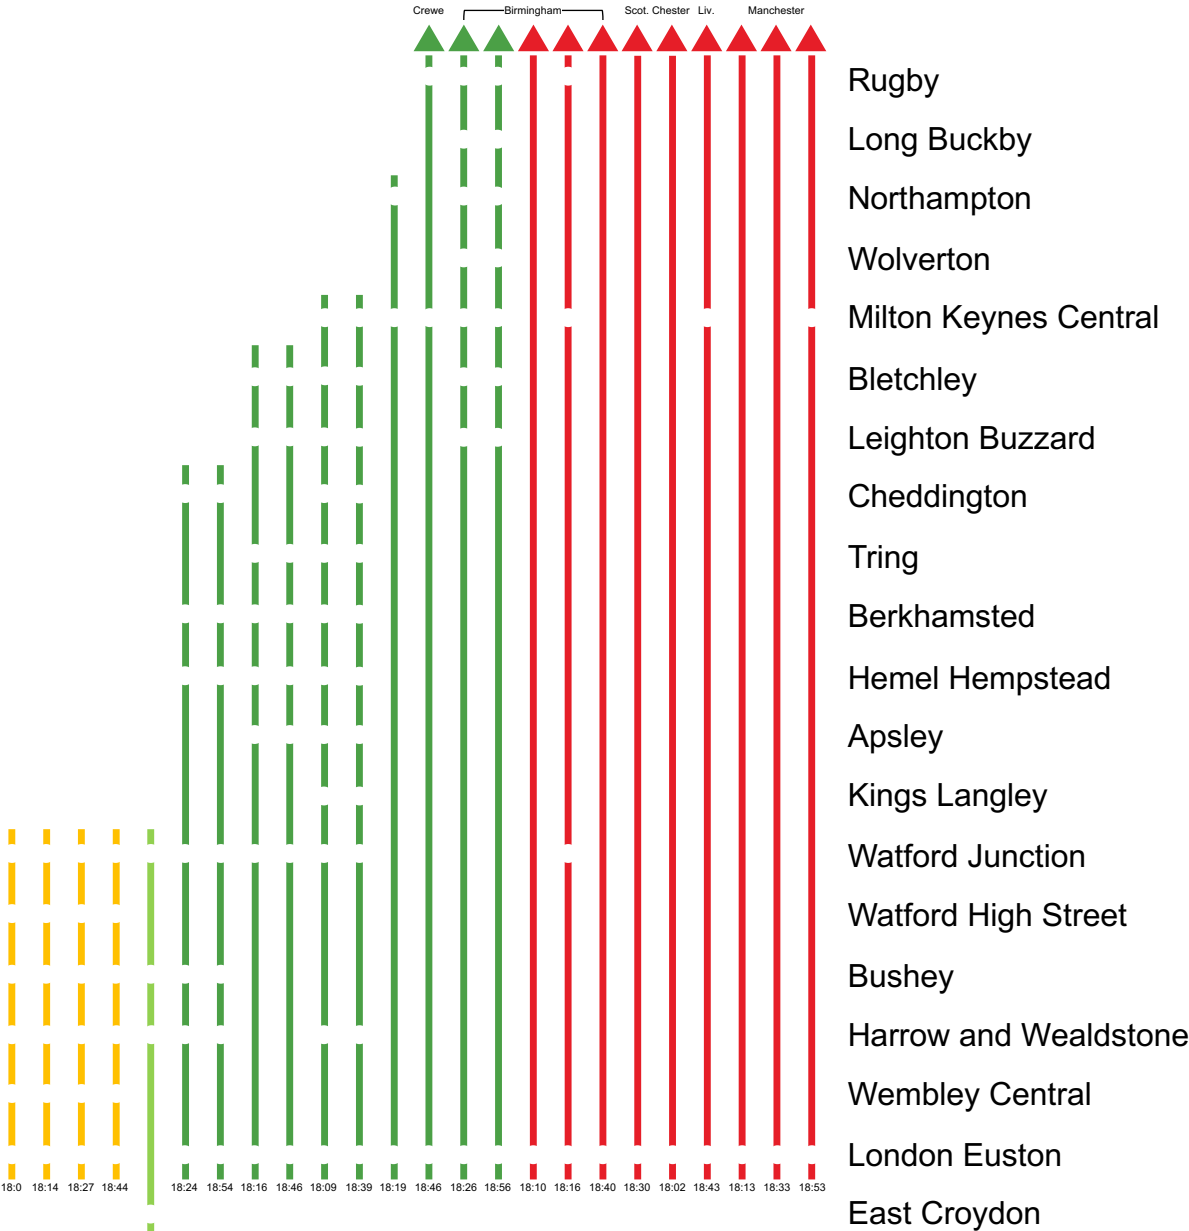 Crewe Birmingham Scot. Chester Liv. Manchester
Rugby
Long Buckby
Northampton
Wolverton
Milton Keynes Central
Bletchley
Leighton Buzzard
Cheddington
Tring
Berkhamsted
Hemel Hempstead
Apsley
Kings Langley
Watford Junction
Watford High Street
Bushey
Harrow and Wealdstone
Wembley Central
London Euston
18:0 18:14 18:27 18:44 18:24 18:54 18:16 18:46 18:09 18:39 18:19 18:46 18:26 18:56 18:10 18:16 18:40 18:30 18:02 18:43 18:13 18:33 18:53
East Croydon